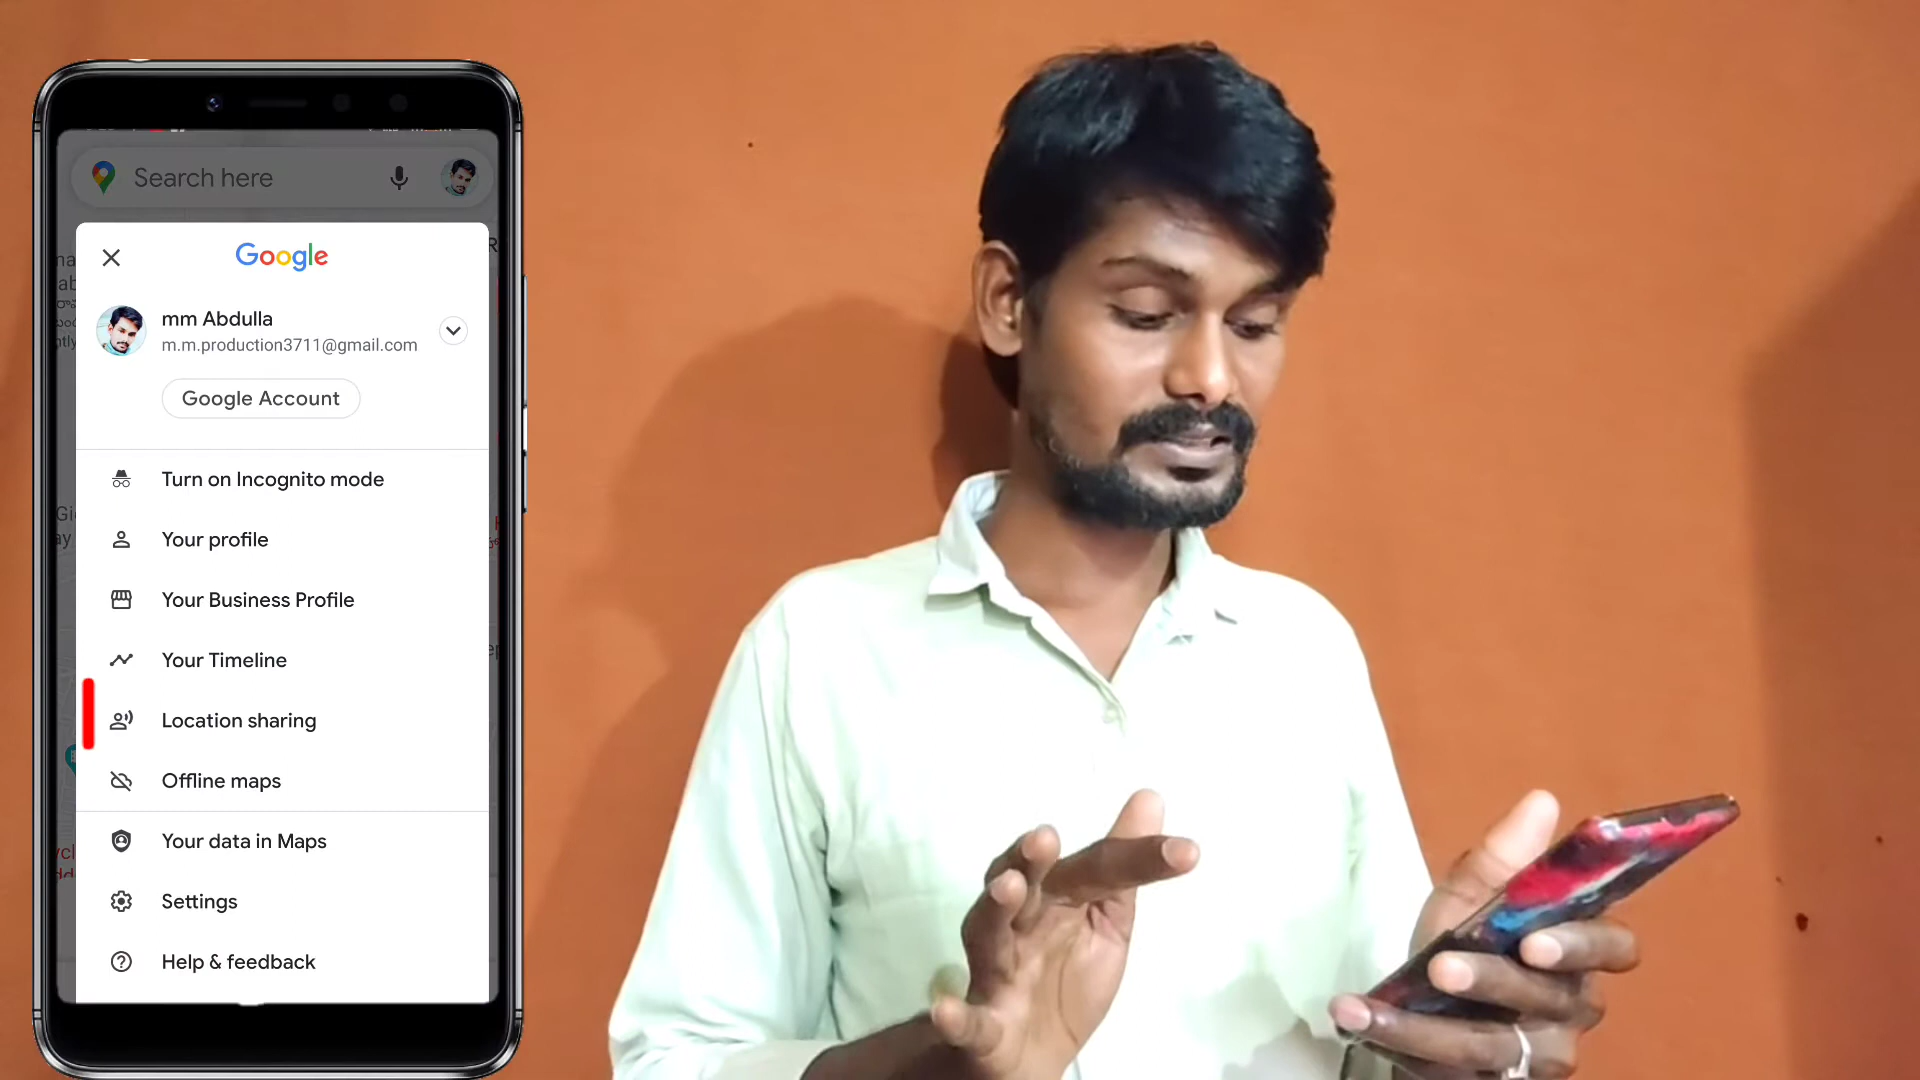 Search here
Google
mm Abdulla
m.m.production3711@gmail.com
Google Account
Turn on Incognito mode
Your profile
Your Business Profile
Your Timeline
Location sharing
Offline maps
Your data in Maps
Settings
Help & feedback